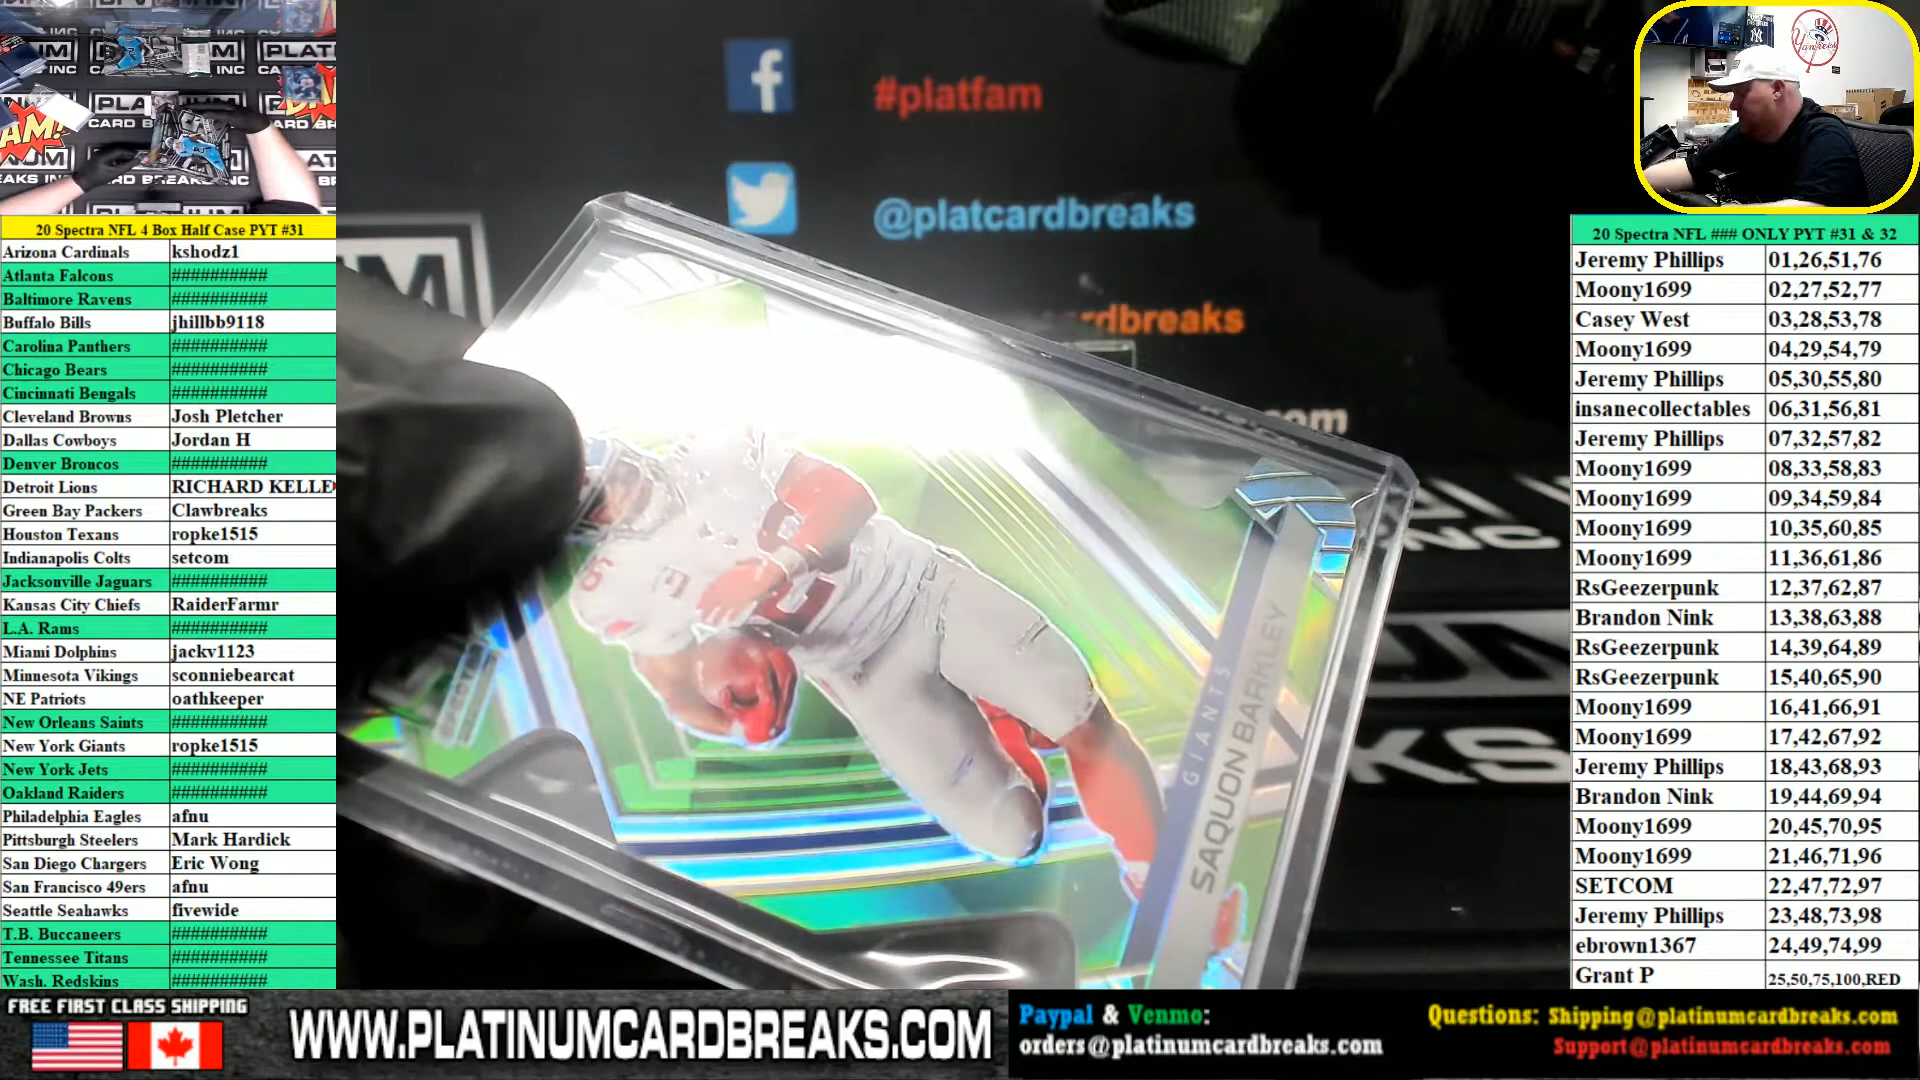 20 Spectra NFL 4 Box Half Case PYT #31
Arizona Cardinals kshodz1
Atlanta Falcons ##########
Baltimore Ravens ##########
Buffalo Bills jhillbb9118
Carolina Panthers ##########
Chicago Bears ##########
Cincinnati Bengals ##########
Cleveland Browns Josh Pletcher
Dallas Cowboys Jordan H
Denver Broncos ##########
Detroit Lions RICHARD KELLE
Green Bay Packers Clawbreaks
Houston Texans ropke1515
Indianapolis Colts setcom
Jacksonville Jaguars ##########
Kansas City Chiefs RaiderFarmr
L.A. Rams ##########
Miami Dolphins jackv1123
Minnesota Vikings sconniebearcat
NE Patriots oathkeeper
New Orleans Saints ##########
New York Giants ropke1515
New York Jets ##########
Oakland Raiders ##########
Philadelphia Eagles afnu
Pittsburgh Steelers Mark Hardick
San Diego Chargers Eric Wong
San Francisco 49ers afnu
Seattle Seahawks fivewide
T.B. Buccaneers ##########
Tennessee Titans ##########
Wash. Redskins ##########
#platfam
@platcardbreaks
rdbreaks
GIANTS
SAQUON BARKLEY
SPECTRA
Yankees
20 Spectra NFL ### ONLY PYT #31 & 32
Jeremy Phillips 01,26,51,76
Moony1699 02,27,52,77
Casey West 03,28,53,78
Moony1699 04,29,54,79
Jeremy Phillips 05,30,55,80
insanecollectables 06,31,56,81
Jeremy Phillips 07,32,57,82
Moony1699 08,33,58,83
Moony1699 09,34,59,84
Moony1699 10,35,60,85
Moony1699 11,36,61,86
RsGeezerpunk 12,37,62,87
Brandon Nink 13,38,63,88
RsGeezerpunk 14,39,64,89
RsGeezerpunk 15,40,65,90
Moony1699 16,41,66,91
Moony1699 17,42,67,92
Jeremy Phillips 18,43,68,93
Brandon Nink 19,44,69,94
Moony1699 20,45,70,95
Moony1699 21,46,71,96
SETCOM 22,47,72,97
Jeremy Phillips 23,48,73,98
ebrown1367 24,49,74,99
Grant P 25,50,75,100,RED
FREE FIRST CLASS SHIPPING
WWW.PLATINUMCARDBREAKS.COM
Paypal & Venmo:
orders@platinumcardbreaks.com
Questions: Shipping@platinumcardbreaks.com
Support@platinumcardbreaks.com